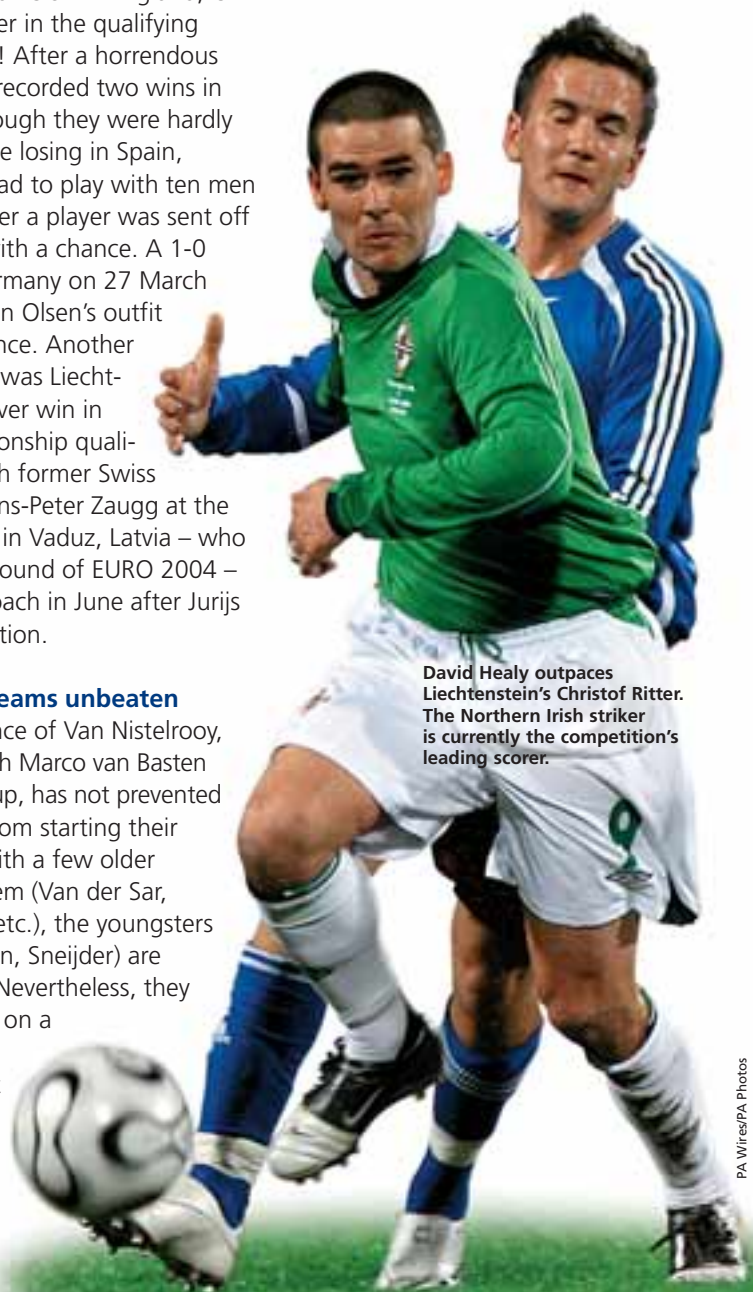 er in the qualifying
! After a horrendous
recorded two wins in
ough they were hardly
e losing in Spain,
ad to play with ten men
er a player was sent off
ith a chance. A 1-0
rmany on 27 March
n Olsen's outfit
nce. Another
was Liecht-
ver win in
onship quali-
h former Swiss
ns-Peter Zaugg at the
in Vaduz, Latvia – who
ound of EURO 2004 –
ach in June after Jurijs
tion.
eams unbeaten
nce of Van Nistelrooy,
h Marco van Basten
up, has not prevented
om starting their
ith a few older
em (Van der Sar,
etc.), the youngsters
n, Sneijder) are
Nevertheless, they
on a
David Healy outpaces
Liechtenstein's Christof Ritter.
The Northern Irish striker
is currently the competition's
leading scorer.
9
PA Wires/PA Photos